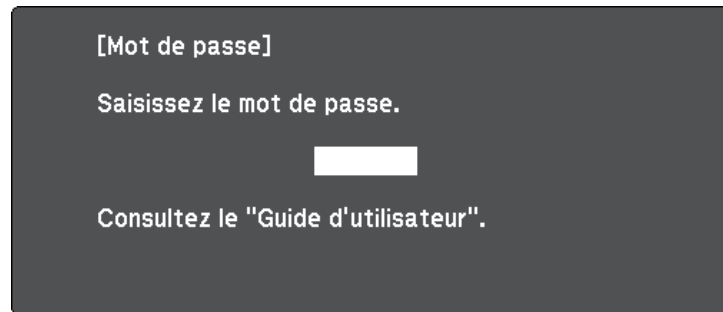 [Mot de passe]
Saisissez le mot de passe.
Consultez le "Guide d'utilisateur".